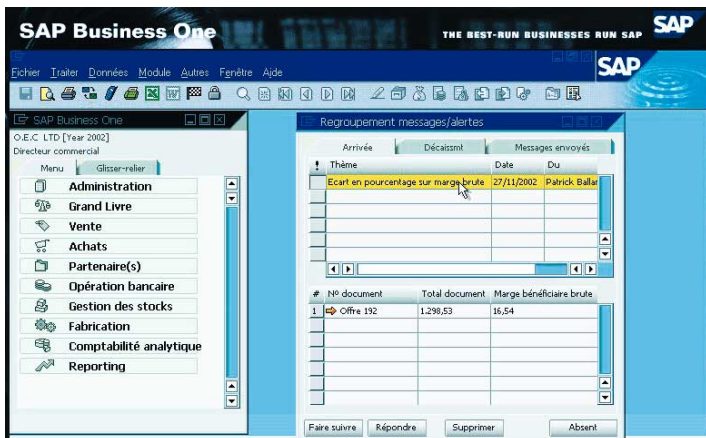 SAP Business One
THE BEST-RUN BUSINESSES RUN SAP
SAP
Fichier Traiter Données Module Autres Fenêtre Aide
SAP
SAP Business One
O.E.C LTD [Year 2002]
Directeur commercial
Menu Glisser-relier
Administration
Grand Livre
Vente
Achats
Partenaire(s)
Opération bancaire
Gestion des stocks
Fabrication
Comptabilité analytique
Reporting
Regroupement messages/alertes
Arrivée Décaissmt Messages envoyés
! Thème Date Du
Ecart en pourcentage sur marge brute 27/11/2002 Patrick Ballar
# Nº document Total document Marge bénéficiaire brute
1 Offre 192 1.298,53 16,54
Faire suivre Répondre Supprimer Absent